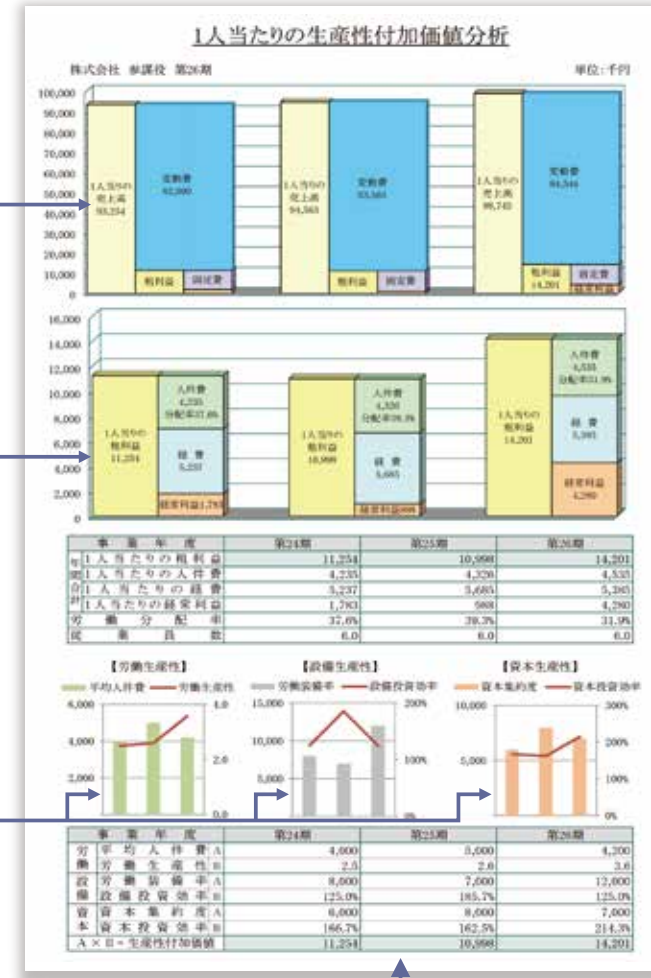 1人当たりの生産性付加価値分析
株式会社 参謀役 第26期
単位:千円
100,000
90,000
80,000
70,000
60,000
50,000
40,000
30,000
20,000
10,000
0
1人当りの
売上高
93,254
変動費
粗利益
固定費
1人当りの
売上高
94,563
変動費
粗利益
固定費
1人当りの
売上高
98,745
変動費
84,544
粗利益
14,201
固定費
経常利益
16,000
14,000
12,000
10,000
8,000
6,000
4,000
2,000
0
1人当りの
粗利益
11,254
人件費
4,235
分配率37.6%
経 費
5,237
経常利益1,783
1人当りの
粗利益
10,998
人件費
4,326
分配率39.3%
経 費
5,685
経常利益988
1人当りの
粗利益
14,201
人件費
4,535
分配率31.9%
経 費
5,385
経常利益
4,280
事業年度 第24期 第25期 第26期
年間合計
1人当たりの粗利益 11,254 10,998 14,201
1人当たりの人件費 4,235 4,326 4,535
1人当たりの経費 5,237 5,685 5,385
1人当たりの経常利益 1,783 988 4,280
労働分配率 37.6% 39.3% 31.9%
従業員数 6.0 6.0 6.0
【労働生産性】
平均人件費 労働生産性
6,000
4,000
2,000
4.0
2.0
0.0
【設備生産性】
労働装備率 設備投資効率
15,000
10,000
5,000
200%
100%
0%
【資本生産性】
資本集約度 資本投資効率
10,000
5,000
300%
200%
100%
0%
事業年度 第24期 第25期 第26期
労働 平均人件費 A 4,000 5,000 4,200
労働生産性 B 2.5 2.6 3.6
設備 労働装備率 A 8,000 7,000 12,000
設備投資効率 B 125.0% 185.7% 125.0%
資本 資本集約度 A 6,000 8,000 7,000
資本投資効率 B 166.7% 162.5% 214.3%
A×B=生産性付加価値 11,254 10,998 14,201